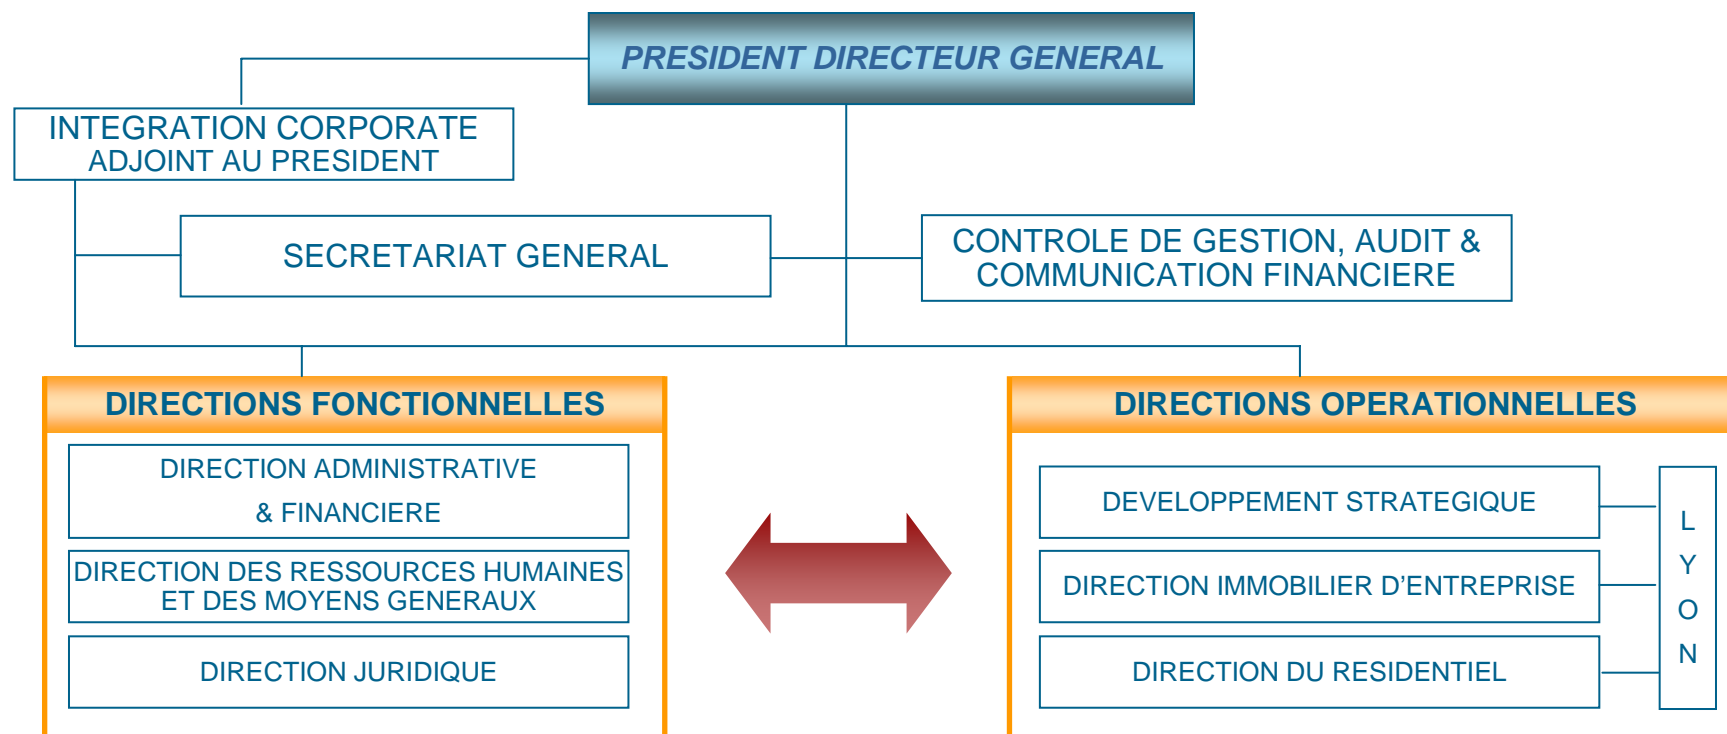 PRESIDENT DIRECTEUR GENERAL
INTEGRATION CORPORATE
ADJOINT AU PRESIDENT
SECRETARIAT GENERAL
CONTROLE DE GESTION, AUDIT &
COMMUNICATION FINANCIERE
DIRECTIONS FONCTIONNELLES
DIRECTION ADMINISTRATIVE
& FINANCIERE
DIRECTION DES RESSOURCES HUMAINES
ET DES MOYENS GENERAUX
DIRECTION JURIDIQUE
DIRECTIONS OPERATIONNELLES
DEVELOPPEMENT STRATEGIQUE
DIRECTION IMMOBILIER D’ENTREPRISE
DIRECTION DU RESIDENTIEL
L
Y
O
N